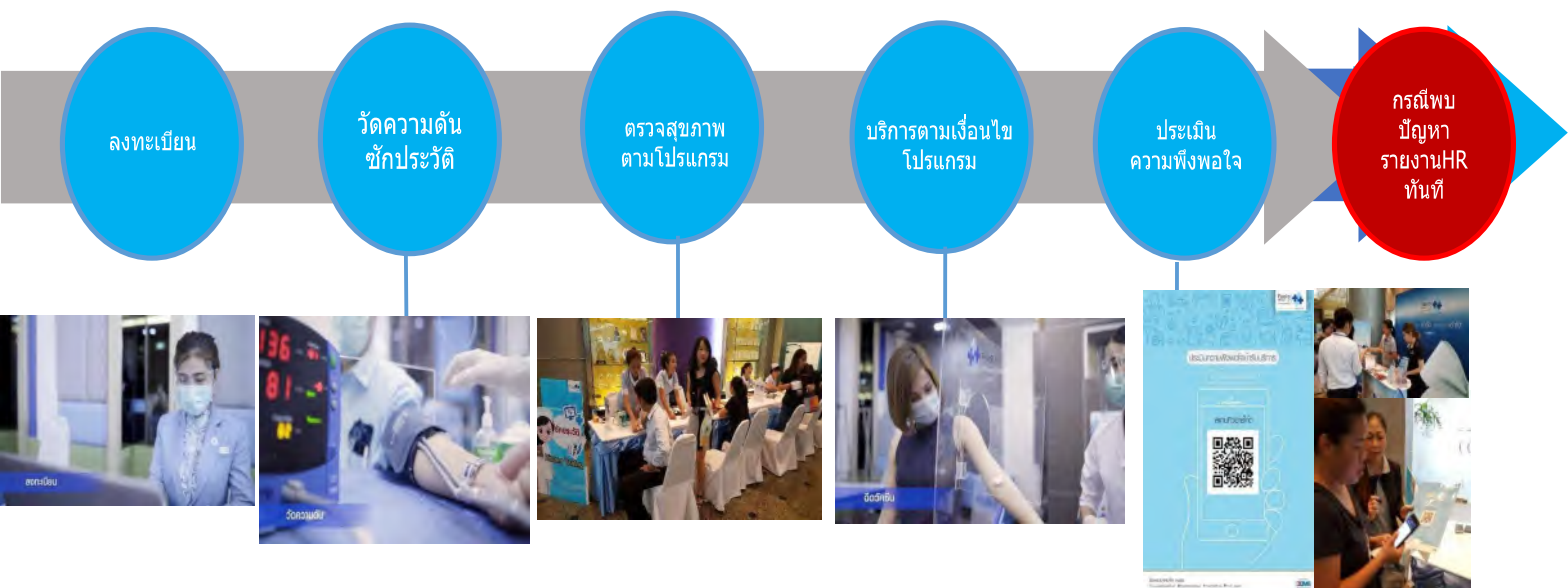 ลงทะเบียน
วัดความดัน
ซักประวัติ
ตรวจสุขภาพ
ตามโปรแกรม
บริการตามเงื่อนไข
โปรแกรม
ประเมิน
ความพึงพอใจ
กรณีพบ
ปัญหา
รายงานHR
ทันที
ลงทะเบียน
136
81
วัดความดัน
ฉีดวัคซีน
ประเมินความพึงพอใจเข้ารับบริการ